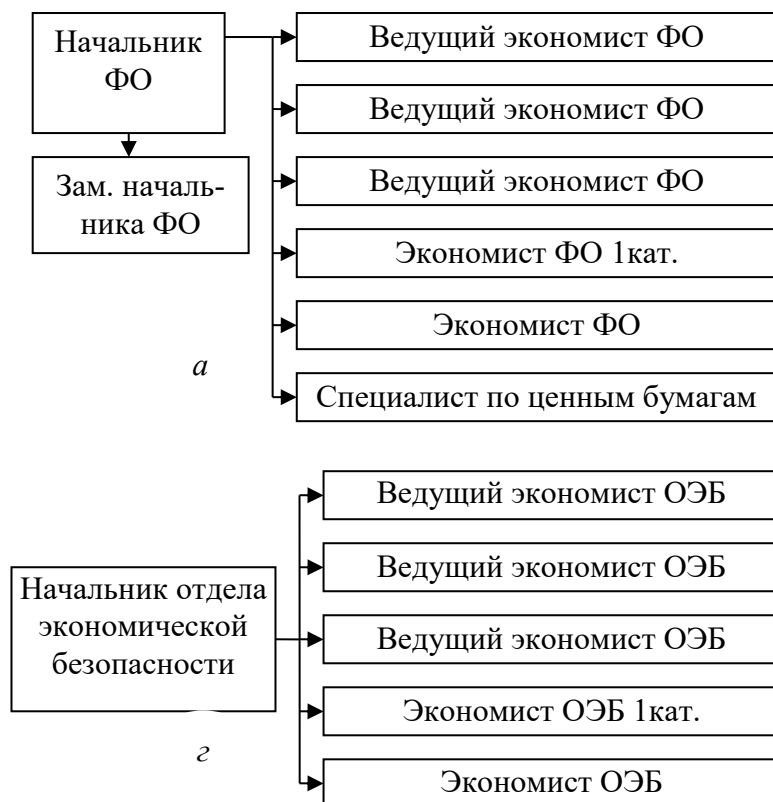 Начальник
ФО
Зам. началь-
ника ФО
Ведущий экономист ФО
Ведущий экономист ФО
Ведущий экономист ФО
Экономист ФО 1кат.
Экономист ФО
Специалист по ценным бумагам
а
Начальник отдела
экономической
безопасности
Ведущий экономист ОЭБ
Ведущий экономист ОЭБ
Ведущий экономист ОЭБ
Экономист ОЭБ 1кат.
Экономист ОЭБ
г